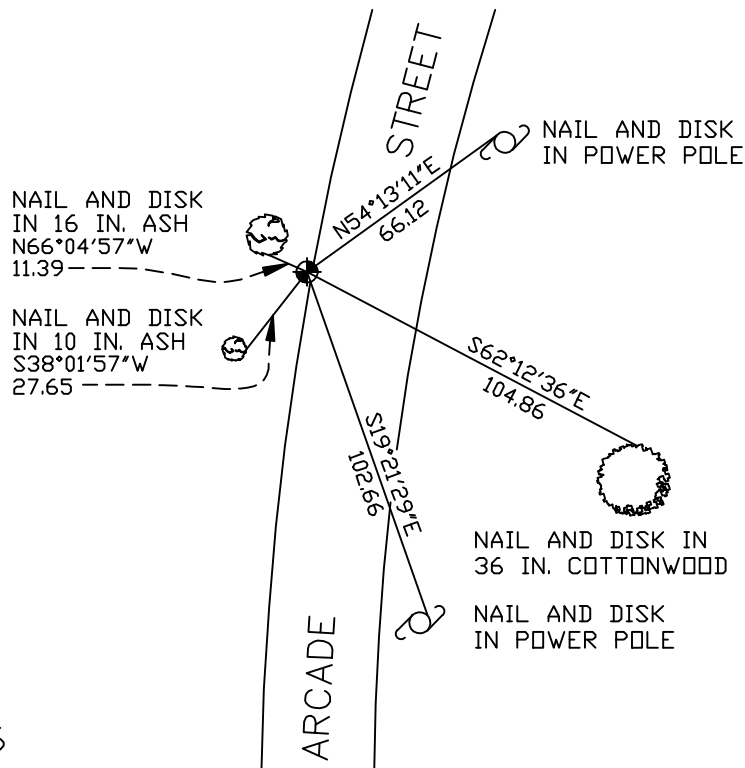 STREET
NAIL AND DISK
IN POWER POLE
N54°13'11"E
66.12
NAIL AND DISK
IN 16 IN. ASH
N66°04'57"W
11.39
NAIL AND DISK
IN 10 IN. ASH
S38°01'57"W
27.65
S62°12'36"E
104.86
S19°21'29"E
102.66
NAIL AND DISK IN
36 IN. COTTONWOOD
NAIL AND DISK
IN POWER POLE
ARCADE